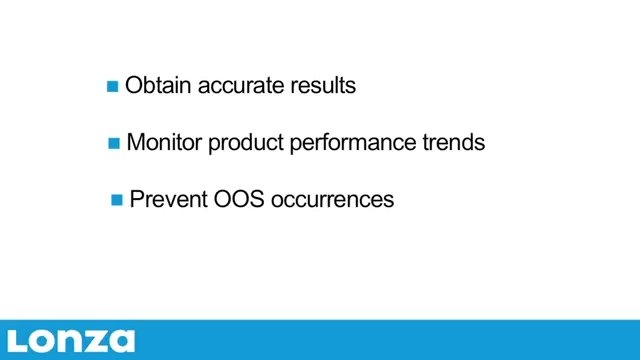 Obtain accurate results
Monitor product performance trends
Prevent OOS occurrences
Lonza